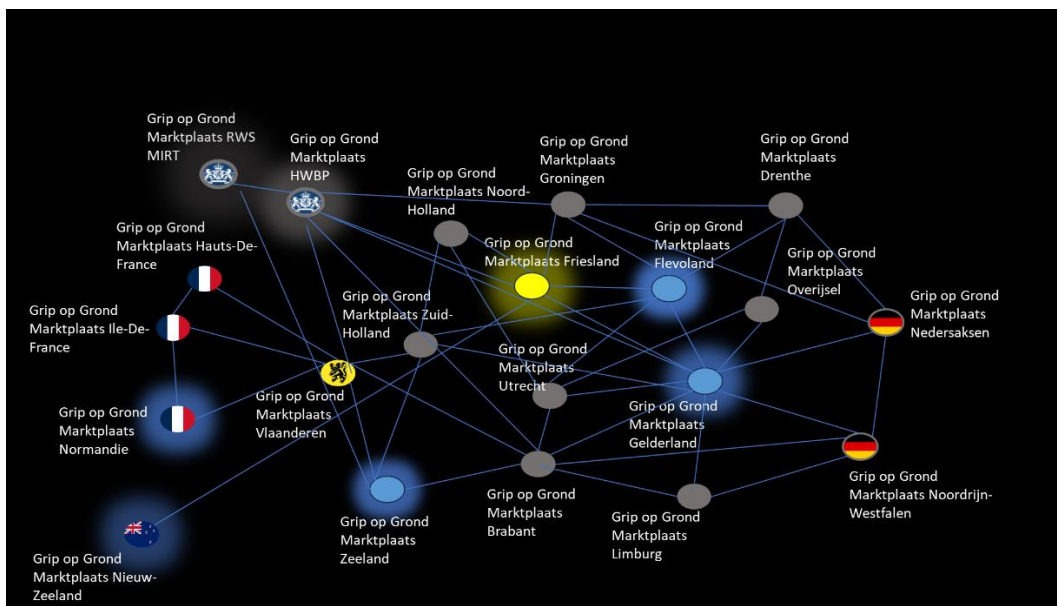 Grip op Grond
Marktplaats RWS
MIRT
Grip op Grond
Marktplaats
HWBP
Grip op Grond
Marktplaats Noord-
Holland
Grip op Grond
Marktplaats
Groningen
Grip op Grond
Marktplaats
Drenthe
Grip op Grond
Marktplaats Hauts-De-
France
Grip op Grond
Marktplaats Friesland
Grip op Grond
Marktplaats
Flevoland
Grip op Grond
Marktplaats
Overijsel
Grip op Grond
Marktplaats Ile-De-
France
Grip op Grond
Marktplaats Zuid-
Holland
Grip op Grond
Marktplaats
Nedersaksen
Grip op Grond
Marktplaats
Utrecht
Grip op Grond
Marktplaats
Normandie
Grip op Grond
Marktplaats
Vlaanderen
Grip op Grond
Marktplaats
Gelderland
Grip op Grond
Marktplaats Noordrijn-
Westfalen
Grip op Grond
Marktplaats
Brabant
Grip op Grond
Marktplaats
Limburg
Grip op Grond
Marktplaats
Zeeland
Grip op Grond
Marktplaats Nieuw-
Zeeland